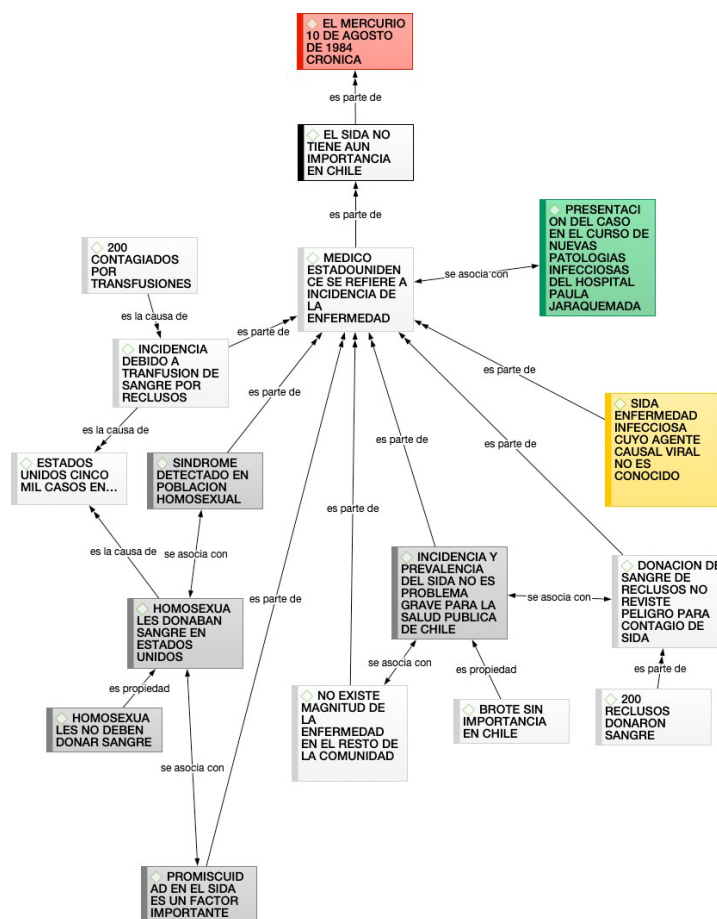 EL MERCURIO
10 DE AGOSTO
DE 1984
CRONICA
es parte de
EL SIDA NO
TIENE AUN
IMPORTANCIA
EN CHILE
es parte de
PRESENTACI
ON DEL CASO
EN EL CURSO DE
NUEVAS
PATOLOGIAS
INFECCIOSAS
DEL HOSPITAL
PAULA
JARAQUEMADA
200
CONTAGIADOS
POR
TRANSFUSIONES
MEDICO
ESTADOUNIDEN
CE SE REFIERE A
INCIDENCIA DE
LA
ENFERMEDAD
se asocia con
es la causa de
es parte de
INCIDENCIA
DEBIDO A
TRANFUSION DE
SANGRE POR
RECLUSOS
es parte de
es parte de
es parte de
SIDA
ENFERMEDAD
INFECCIOSA
CUYO AGENTE
CAUSAL VIRAL
NO ES
CONOCIDO
es la causa de
ESTADOS
UNIDOS CINCO
MIL CASOS EN...
SINDROME
DETECTADO EN
POBLACION
HOMOSEXUAL
es parte de
es parte de
es la causa de
se asocia con
INCIDENCIA Y
PREVALENCIA
DEL SIDA NO ES
PROBLEMA
GRAVE PARA LA
SALUD PUBLICA
DE CHILE
DONACION DE
SANGRE DE
RECLUSOS NO
REVISTE
PELIGRO PARA
CONTAGIO DE
SIDA
se asocia con
es parte de
HOMOSEXUA
LES DONABAN
SANGRE EN
ESTADOS
UNIDOS
se asocia con
es propiedad
es parte de
es propiedad
HOMOSEXUA
LES NO DEBEN
DONAR SANGRE
NO EXISTE
MAGNITUD DE
LA
ENFERMEDAD
EN EL RESTO DE
LA COMUNIDAD
BROTE SIN
IMPORTANCIA
EN CHILE
200
RECLUSOS
DONARON
SANGRE
se asocia con
PROMISCUID
AD EN EL SIDA
ES UN FACTOR
IMPORTANTE